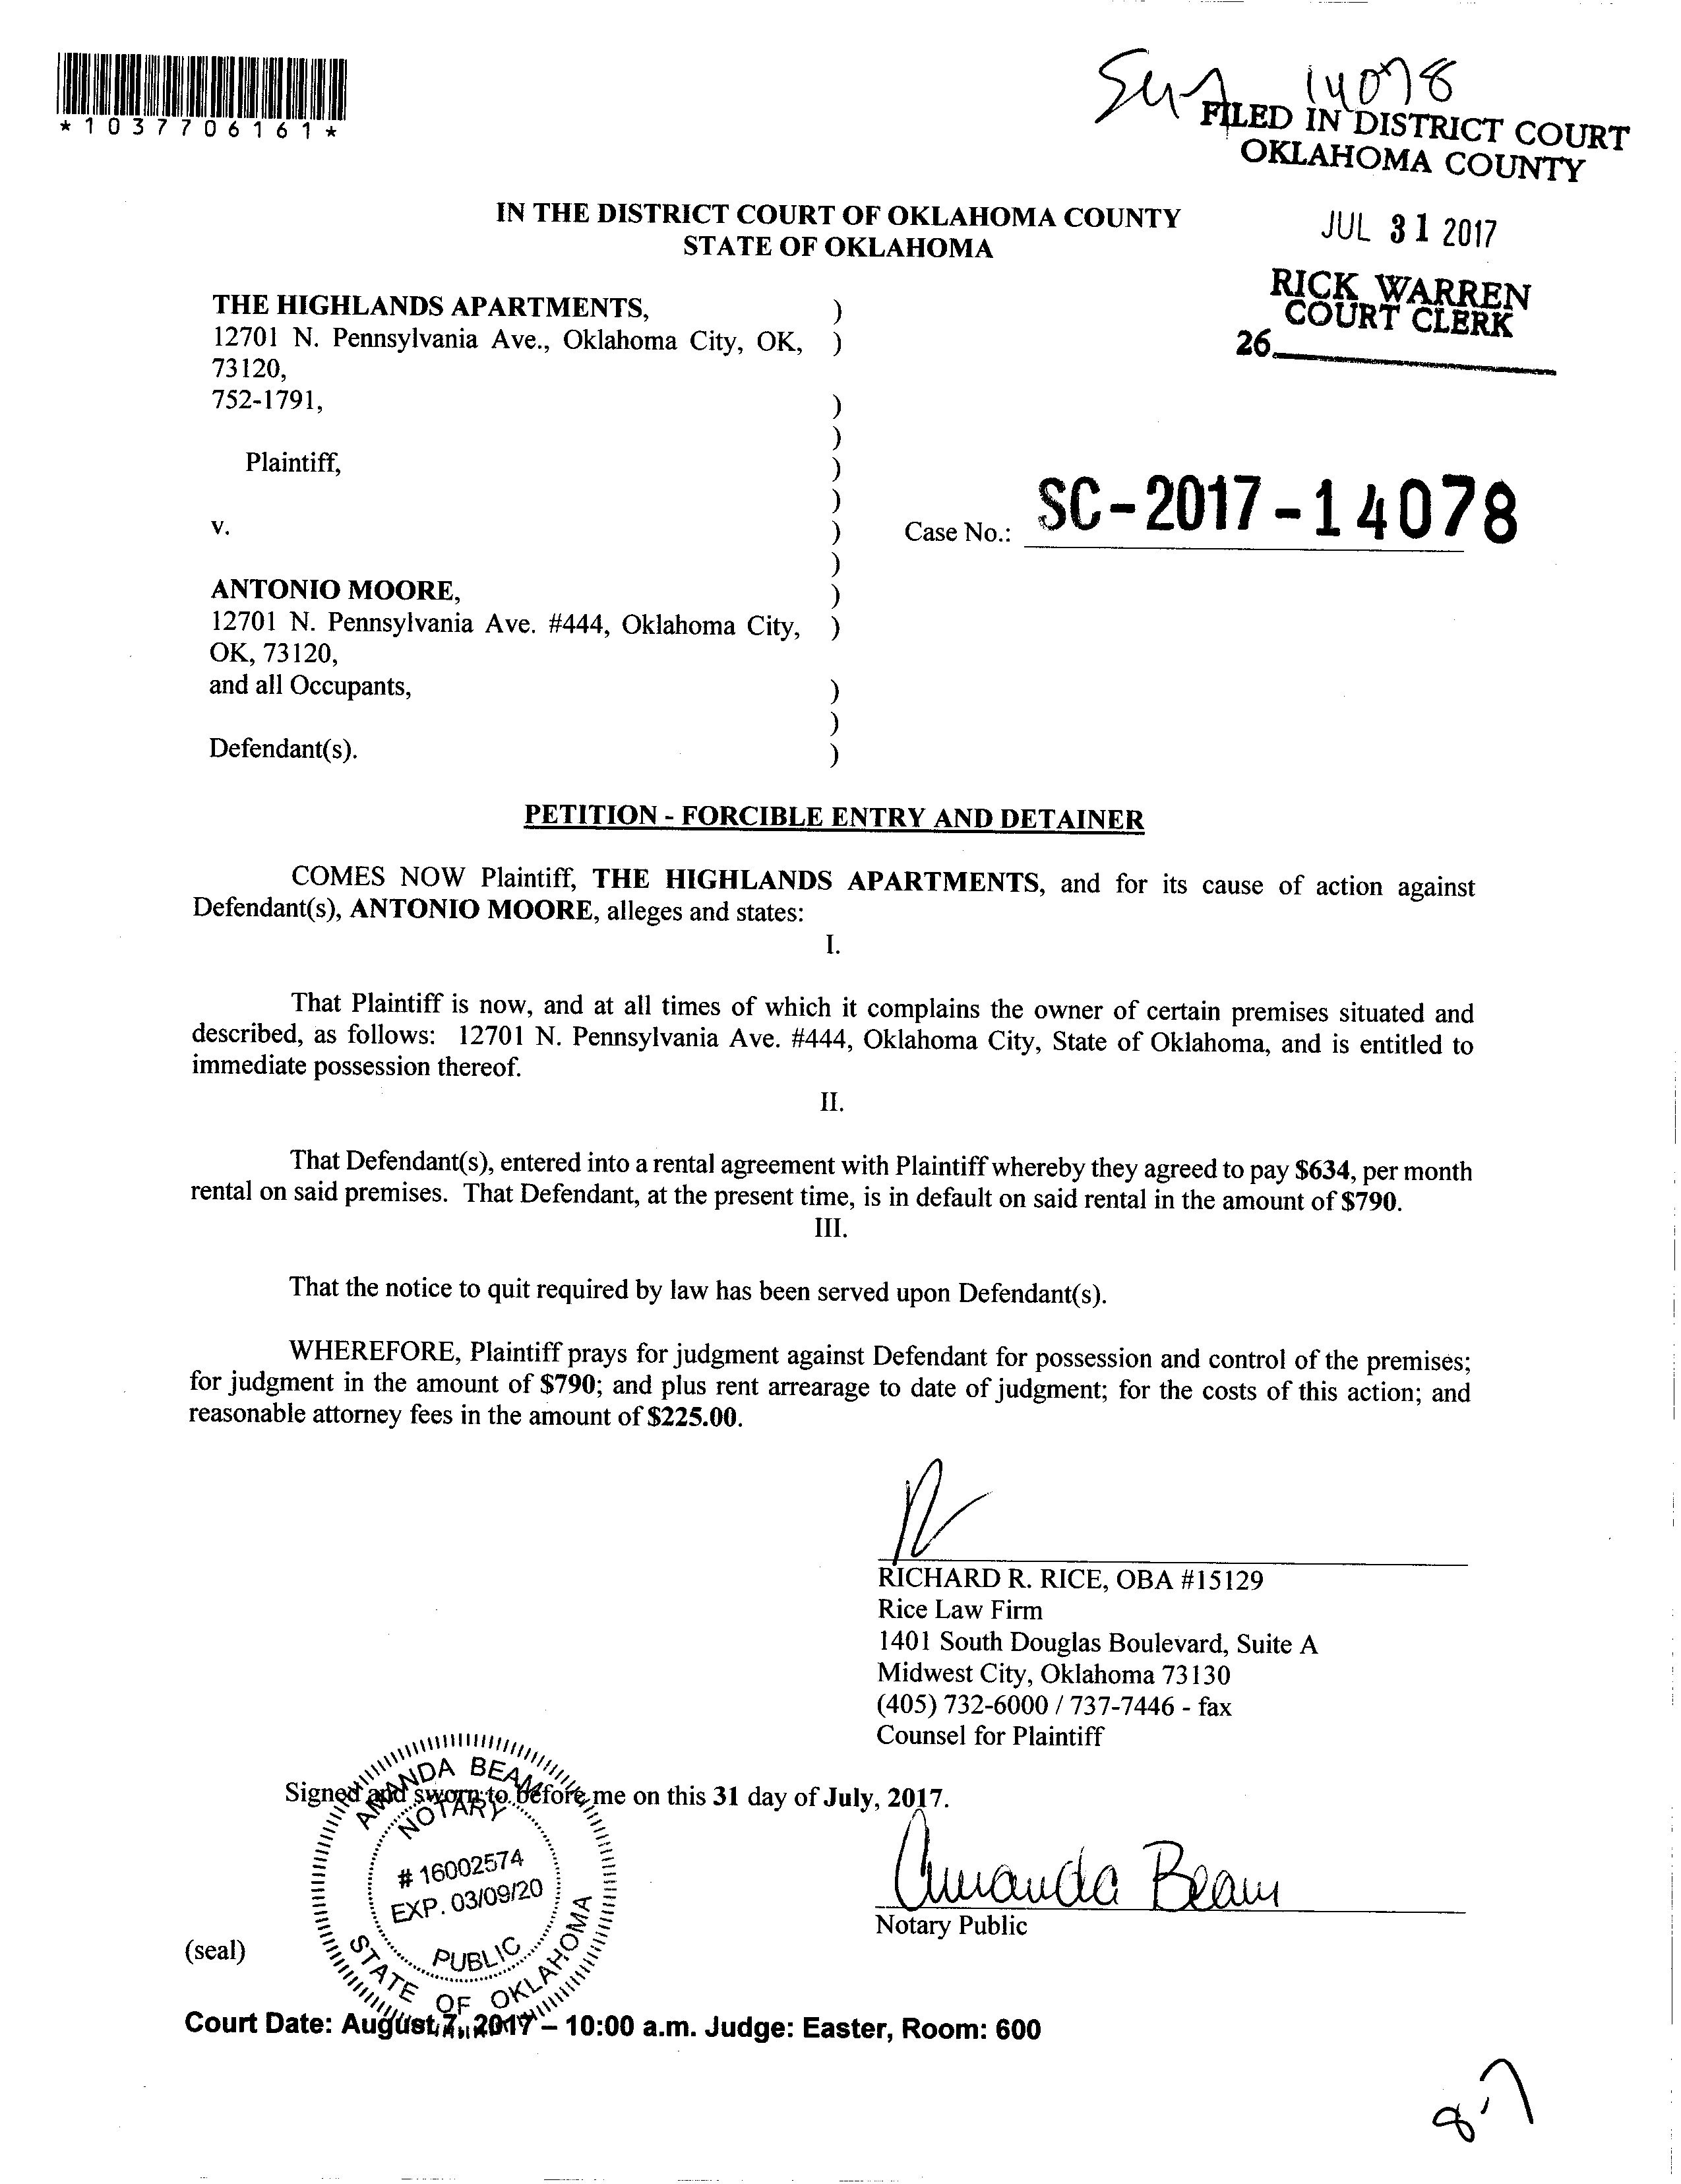 *1037706161*
14078
FILED IN DISTRICT COURT
OKLAHOMA COUNTY
JUL 31 2017
RICK WARREN
COURT CLERK
26
IN THE DISTRICT COURT OF OKLAHOMA COUNTY
STATE OF OKLAHOMA
THE HIGHLANDS APARTMENTS, )
12701 N. Pennsylvania Ave., Oklahoma City, OK, )
73120,
752-1791, )
)
Plaintiff, )
)
v. )
Case No.: SC-2017-14078
)
ANTONIO MOORE, )
12701 N. Pennsylvania Ave. #444, Oklahoma City, )
OK, 73120,
and all Occupants, )
)
Defendant(s). )
PETITION - FORCIBLE ENTRY AND DETAINER
COMES NOW Plaintiff, THE HIGHLANDS APARTMENTS, and for its cause of action against
Defendant(s), ANTONIO MOORE, alleges and states:
I.
That Plaintiff is now, and at all times of which it complains the owner of certain premises situated and
described, as follows: 12701 N. Pennsylvania Ave. #444, Oklahoma City, State of Oklahoma, and is entitled to
immediate possession thereof.
II.
That Defendant(s), entered into a rental agreement with Plaintiff whereby they agreed to pay $634, per month
rental on said premises. That Defendant, at the present time, is in default on said rental in the amount of $790.
III.
That the notice to quit required by law has been served upon Defendant(s).
WHEREFORE, Plaintiff prays for judgment against Defendant for possession and control of the premises;
for judgment in the amount of $790; and plus rent arrearage to date of judgment; for the costs of this action; and
reasonable attorney fees in the amount of $225.00.
RICHARD R. RICE, OBA #15129
Rice Law Firm
1401 South Douglas Boulevard, Suite A
Midwest City, Oklahoma 73130
(405) 732-6000 / 737-7446 - fax
Counsel for Plaintiff
Signed and sworn to before me on this 31 day of July, 2017.
AMANDA BEAM
NOTARY
# 16002574
EXP. 03/09/20
PUBLIC
STATE OF OKLAHOMA
Amanda Beam
Notary Public
(seal)
Court Date: August 7, 2017 – 10:00 a.m. Judge: Easter, Room: 600
8-7